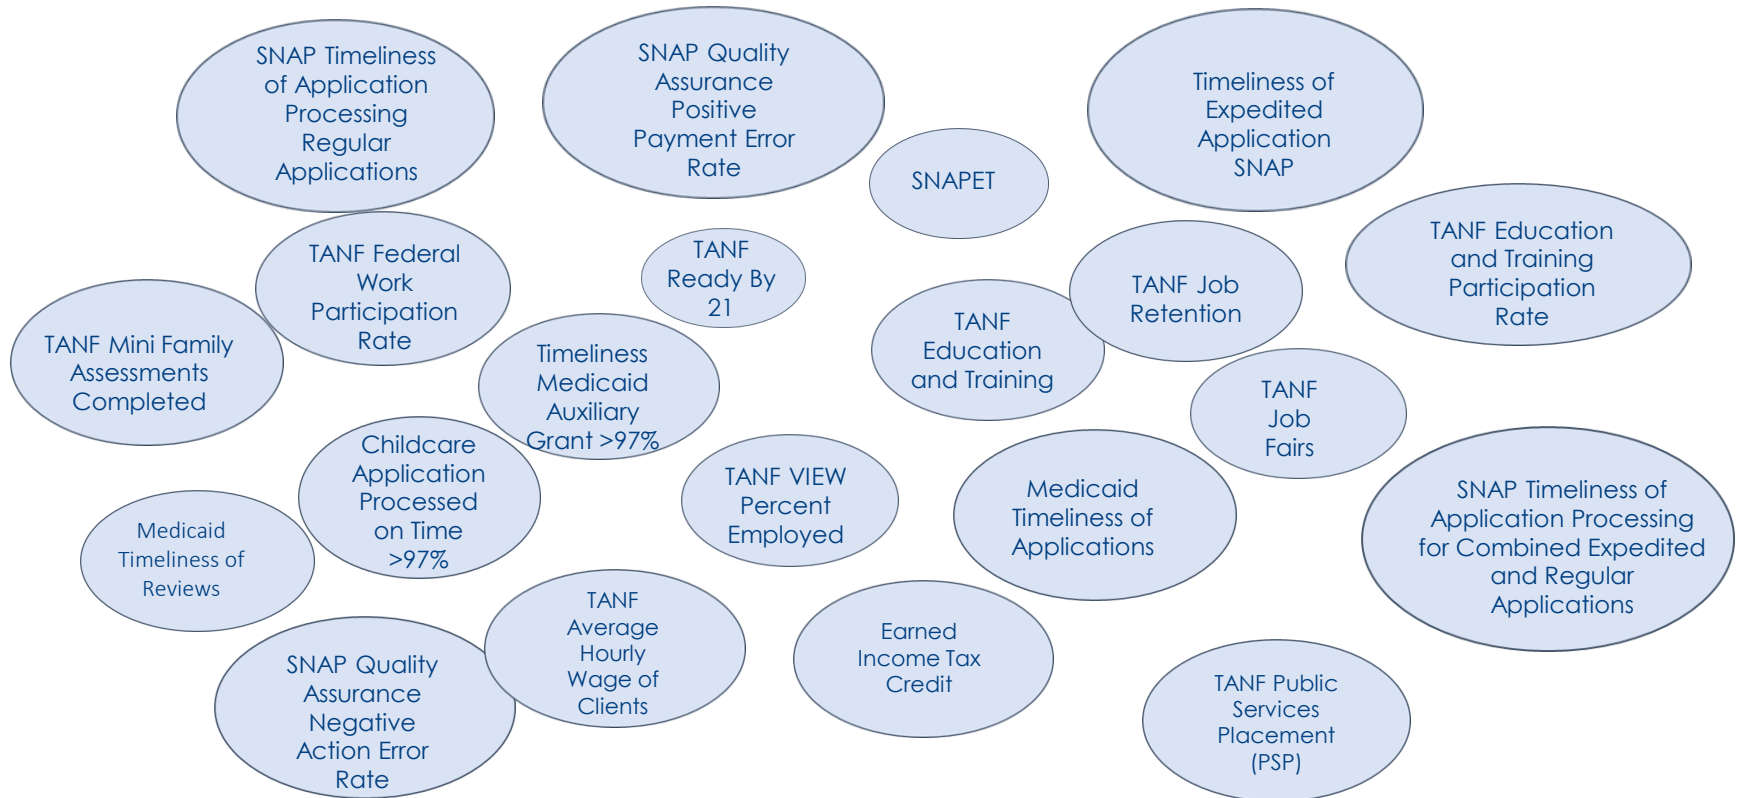 SNAP Timeliness
of Application
Processing
Regular
Applications
SNAP Quality
Assurance
Positive
Payment Error
Rate
Timeliness of
Expedited
Application
SNAP
SNAPET
TANF Federal
Work
Participation
Rate
TANF
Ready By
21
TANF Job
Retention
TANF Education
and Training
Participation
Rate
TANF Mini Family
Assessments
Completed
Timeliness
Medicaid
Auxiliary
Grant >97%
TANF
Education
and Training
TANF
Job
Fairs
Childcare
Application
Processed
on Time
>97%
TANF VIEW
Percent
Employed
Medicaid
Timeliness of
Applications
SNAP Timeliness of
Application Processing
for Combined Expedited
and Regular
Applications
Medicaid
Timeliness of
Reviews
TANF
Average
Hourly
Wage of
Clients
Earned
Income Tax
Credit
SNAP Quality
Assurance
Negative
Action Error
Rate
TANF Public
Services
Placement
(PSP)